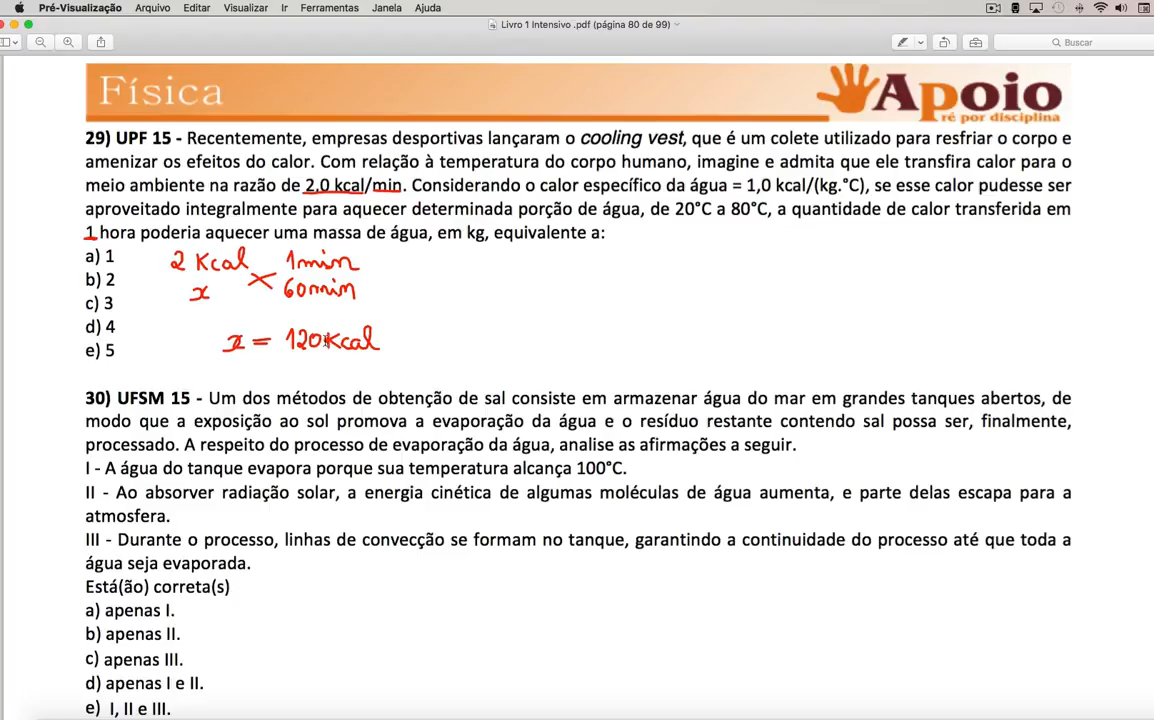 Pré-Visualização Arquivo Editar Visualizar Ir Ferramentas Janela Ajuda
Livro 1 Intensivo .pdf (página 80 de 99)
Buscar
Física
Apoio
ré por disciplina
29) UPF 15 - Recentemente, empresas desportivas lançaram o cooling vest, que é um colete utilizado para resfriar o corpo e
amenizar os efeitos do calor. Com relação à temperatura do corpo humano, imagine e admita que ele transfira calor para o
meio ambiente na razão de 2,0 kcal/min. Considerando o calor específico da água = 1,0 kcal/(kg.°C), se esse calor pudesse ser
aproveitado integralmente para aquecer determinada porção de água, de 20°C a 80°C, a quantidade de calor transferida em
1 hora poderia aquecer uma massa de água, em kg, equivalente a:
a) 1
b) 2
c) 3
d) 4
e) 5
2 Kcal 1min
x 60min
x = 120Kcal
30) UFSM 15 - Um dos métodos de obtenção de sal consiste em armazenar água do mar em grandes tanques abertos, de
modo que a exposição ao sol promova a evaporação da água e o resíduo restante contendo sal possa ser, finalmente,
processado. A respeito do processo de evaporação da água, analise as afirmações a seguir.
I - A água do tanque evapora porque sua temperatura alcança 100°C.
II - Ao absorver radiação solar, a energia cinética de algumas moléculas de água aumenta, e parte delas escapa para a
atmosfera.
III - Durante o processo, linhas de convecção se formam no tanque, garantindo a continuidade do processo até que toda a
água seja evaporada.
Está(ão) correta(s)
a) apenas I.
b) apenas II.
c) apenas III.
d) apenas I e II.
e) I, II e III.